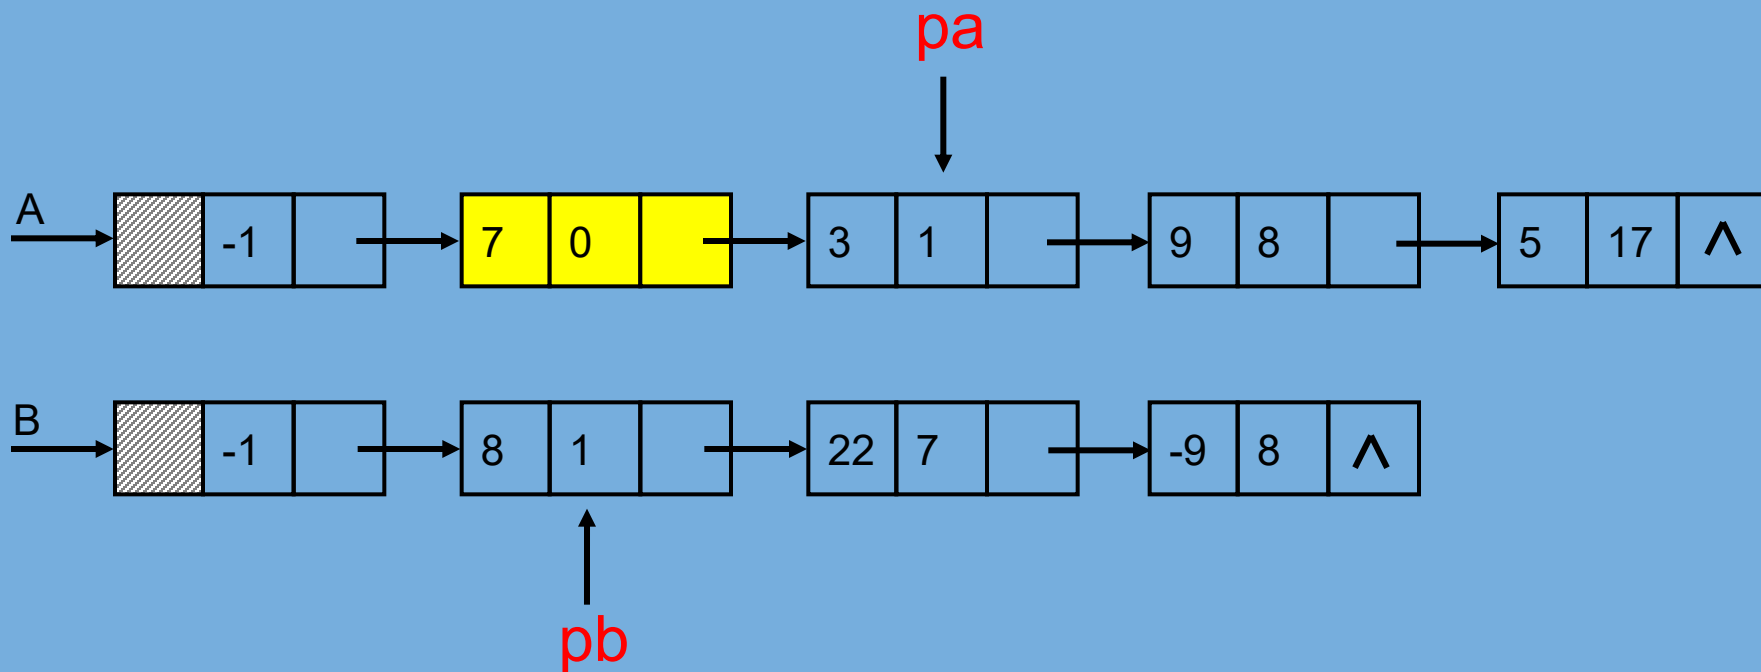 pa
A -1 7 0 3 1 9 8 5 17 ∧
B -1 8 1 22 7 -9 8 ∧
pb